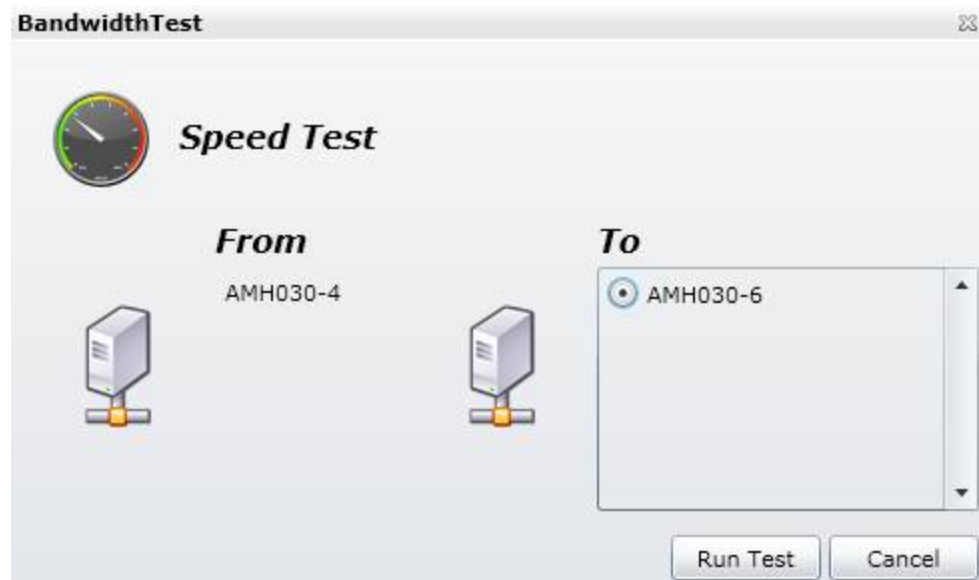 BandwidthTest
Speed Test
From
To
AMH030-4
AMH030-6
Run Test
Cancel